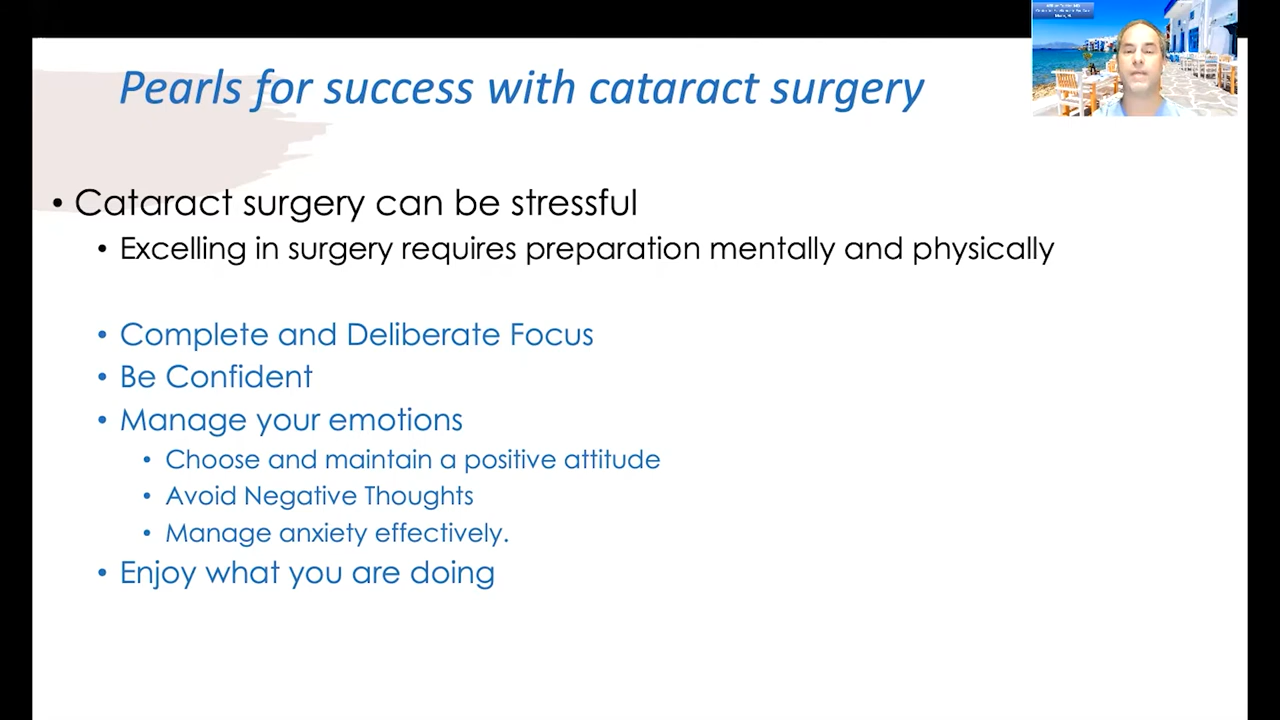 Pearls for success with cataract surgery
• Cataract surgery can be stressful
• Excelling in surgery requires preparation mentally and physically
• Complete and Deliberate Focus
• Be Confident
• Manage your emotions
• Choose and maintain a positive attitude
• Avoid Negative Thoughts
• Manage anxiety effectively.
• Enjoy what you are doing